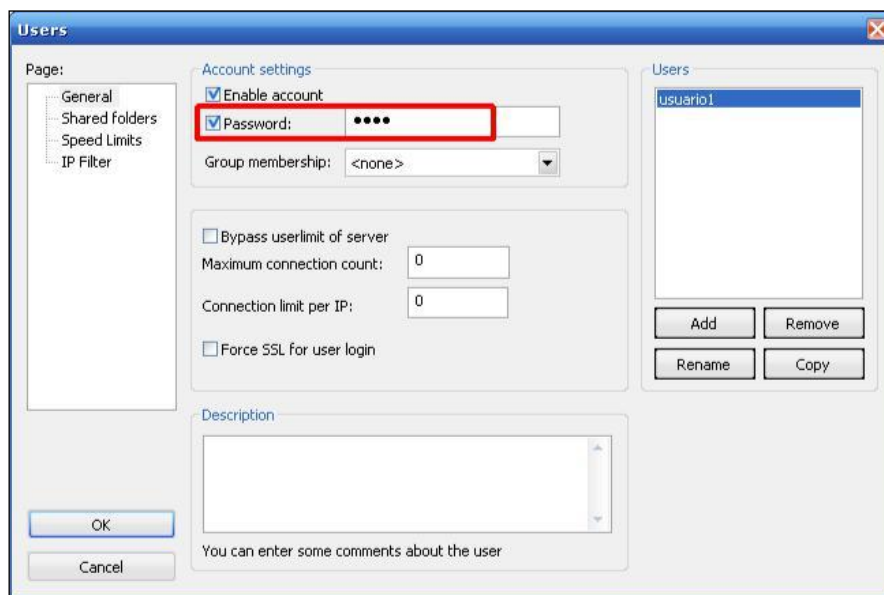 Users
Page:
General
Shared folders
Speed Limits
IP Filter
OK
Cancel
Account settings
Enable account
Password: ••••
Group membership: <none>
Bypass userlimit of server
Maximum connection count: 0
Connection limit per IP: 0
Force SSL for user login
Description
You can enter some comments about the user
Users
usuario1
Add Remove
Rename Copy